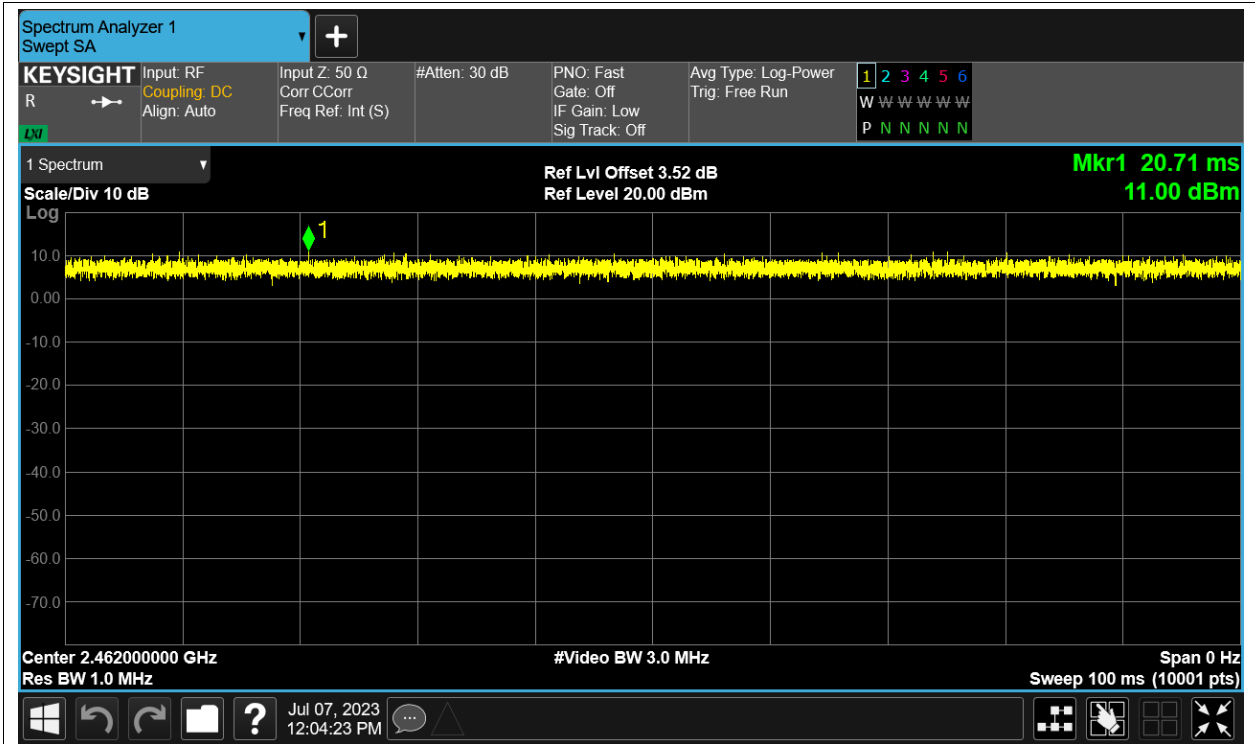 Spectrum Analyzer 1
Swept SA
KEYSIGHT
R
LXI
Input: RF
Coupling: DC
Align: Auto
Input Z: 50 Ω
Corr CCorr
Freq Ref: Int (S)
#Atten: 30 dB
PNO: Fast
Gate: Off
IF Gain: Low
Sig Track: Off
Avg Type: Log-Power
Trig: Free Run
1 2 3 4 5 6
W W W W W W
P N N N N N
1 Spectrum
Scale/Div 10 dB
Log
Ref Lvl Offset 3.52 dB
Ref Level 20.00 dBm
Mkr1 20.71 ms
11.00 dBm
1
10.0
0.00
-10.0
-20.0
-30.0
-40.0
-50.0
-60.0
-70.0
Center 2.462000000 GHz
Res BW 1.0 MHz
#Video BW 3.0 MHz
Span 0 Hz
Sweep 100 ms (10001 pts)
?
Jul 07, 2023
12:04:23 PM